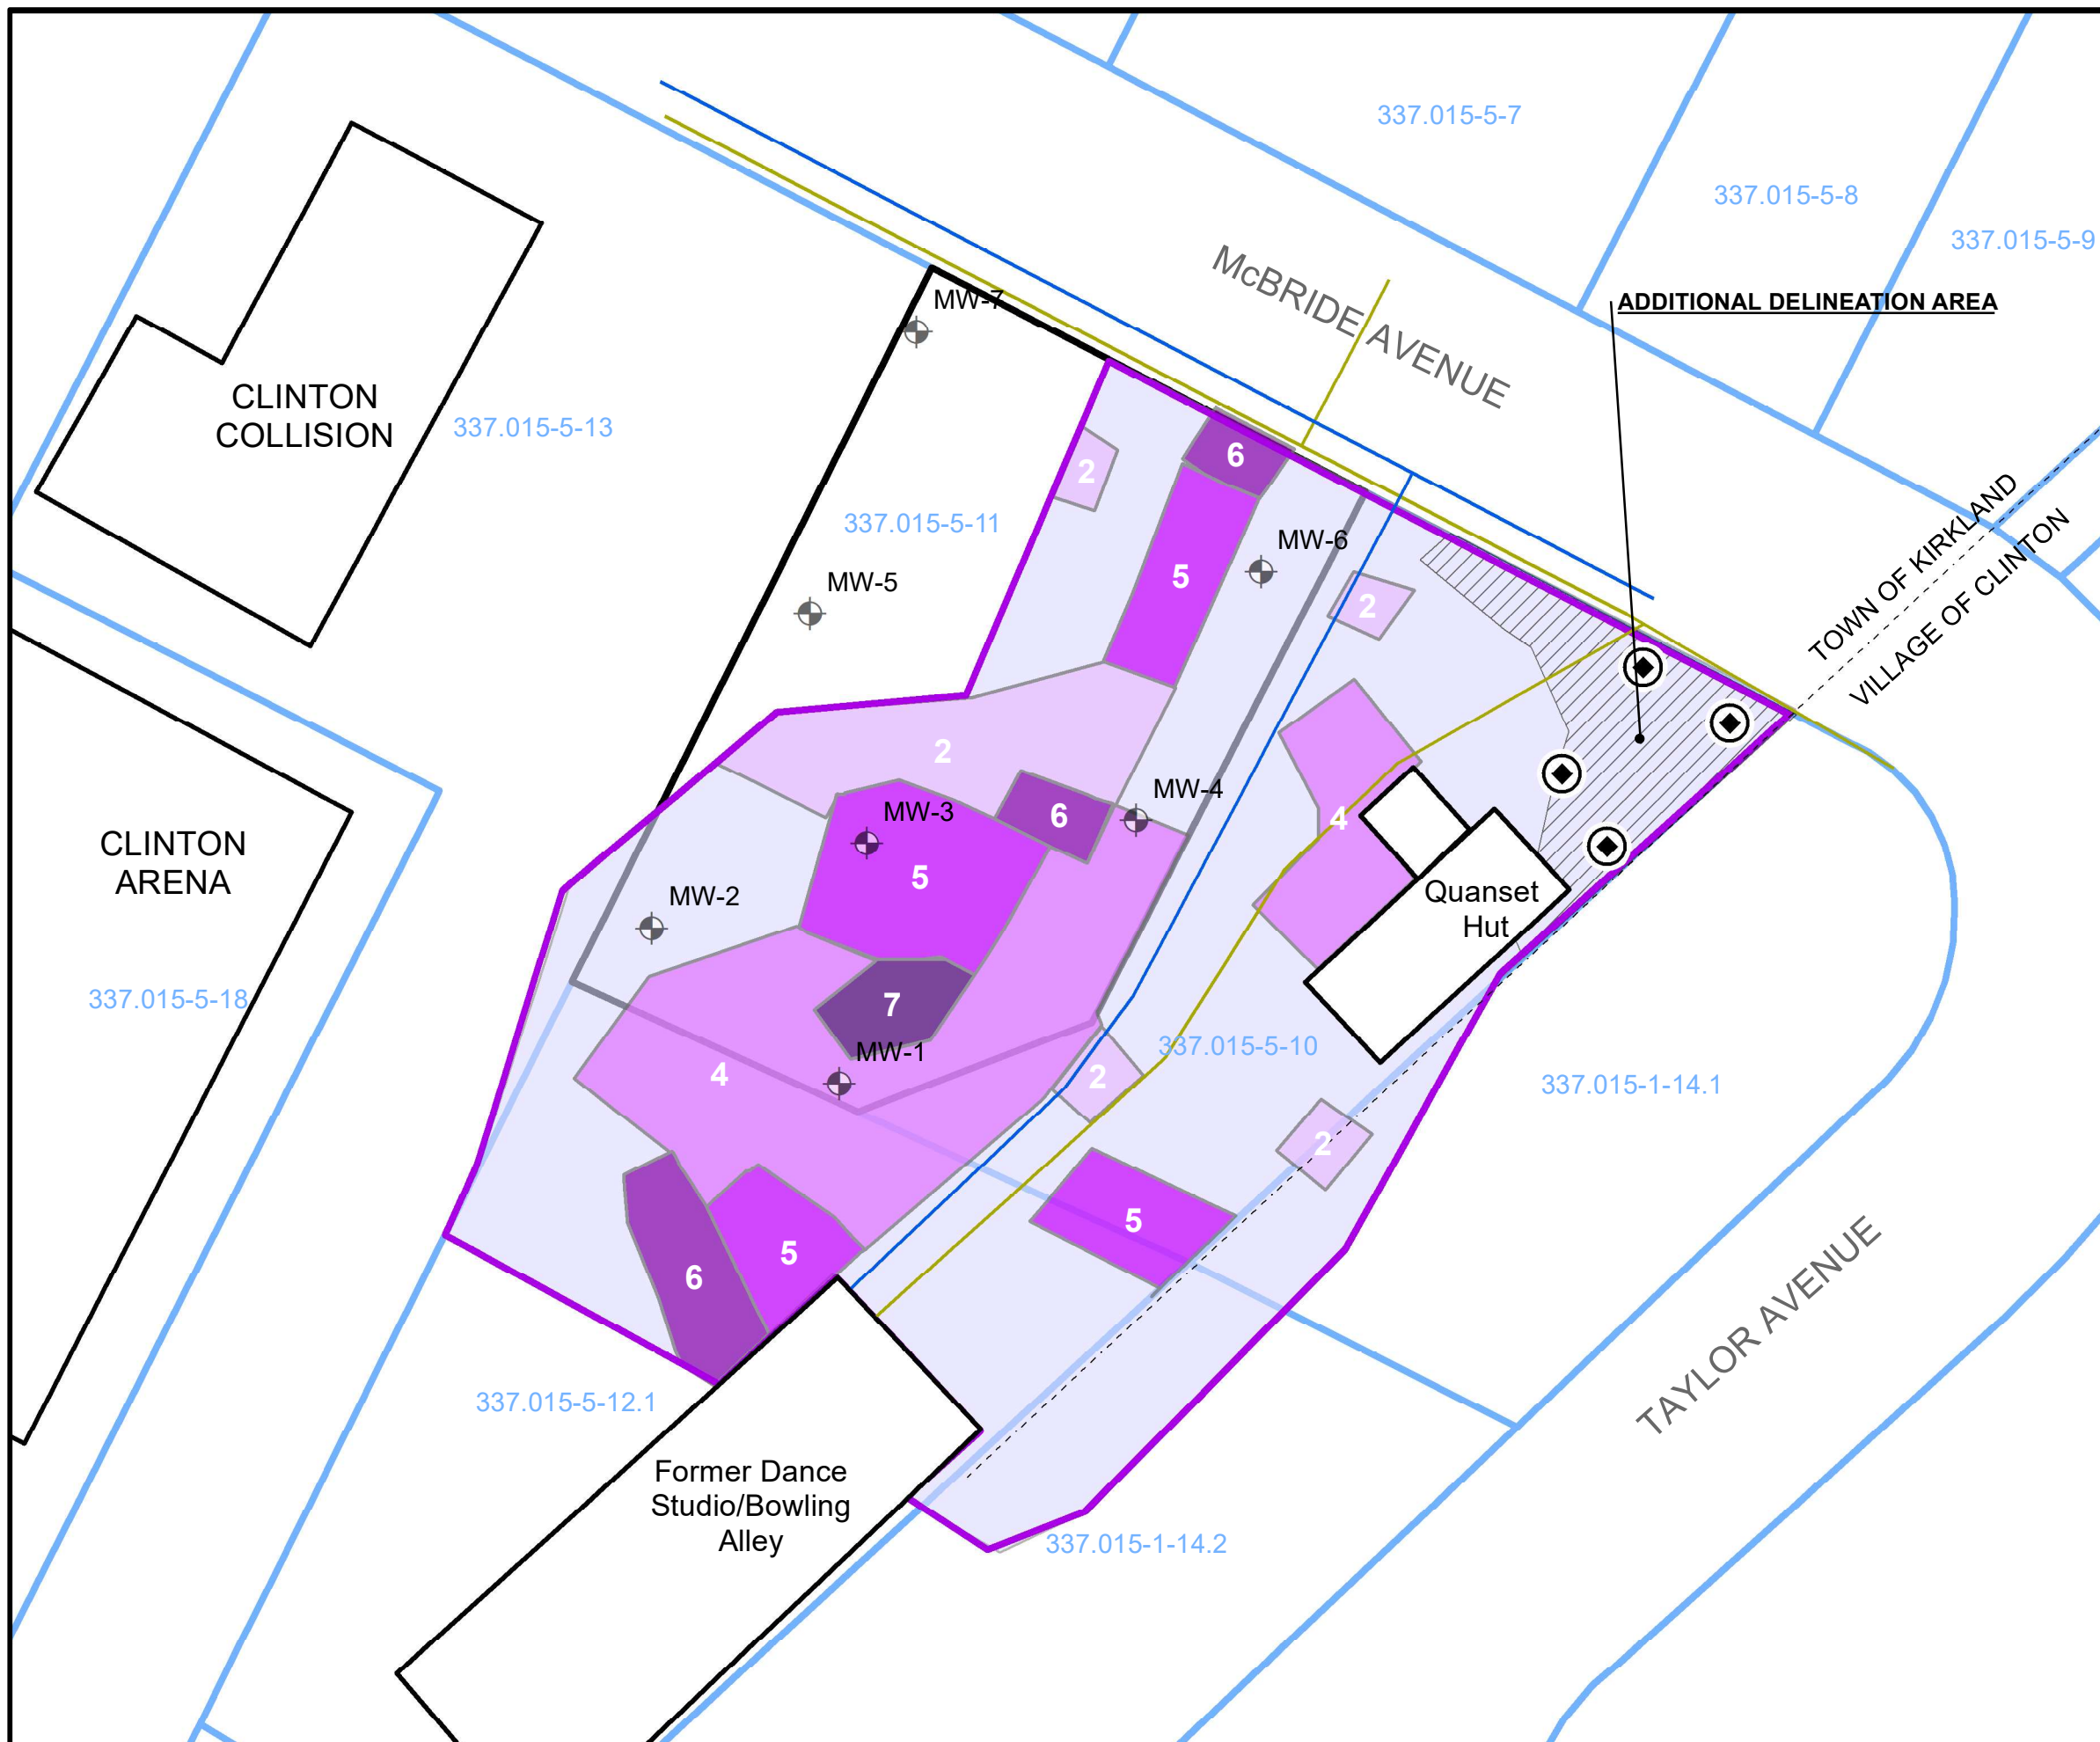 337.015-5-7
337.015-5-8
337.015-5-9
McBRIDE AVENUE
ADDITIONAL DELINEATION AREA
MW-7
CLINTON
COLLISION
337.015-5-13
6
2
337.015-5-11
MW-6
TOWN OF KIRKLAND
VILLAGE OF CLINTON
MW-5
5
2
2
MW-4
MW-3
6
4
CLINTON
ARENA
5
MW-2
Quanset
Hut
337.015-5-18
7
MW-1
337.015-5-10
4
2
337.015-1-14.1
2
5
5
6
TAYLOR AVENUE
337.015-5-12.1
Former Dance
Studio/Bowling
Alley
337.015-1-14.2